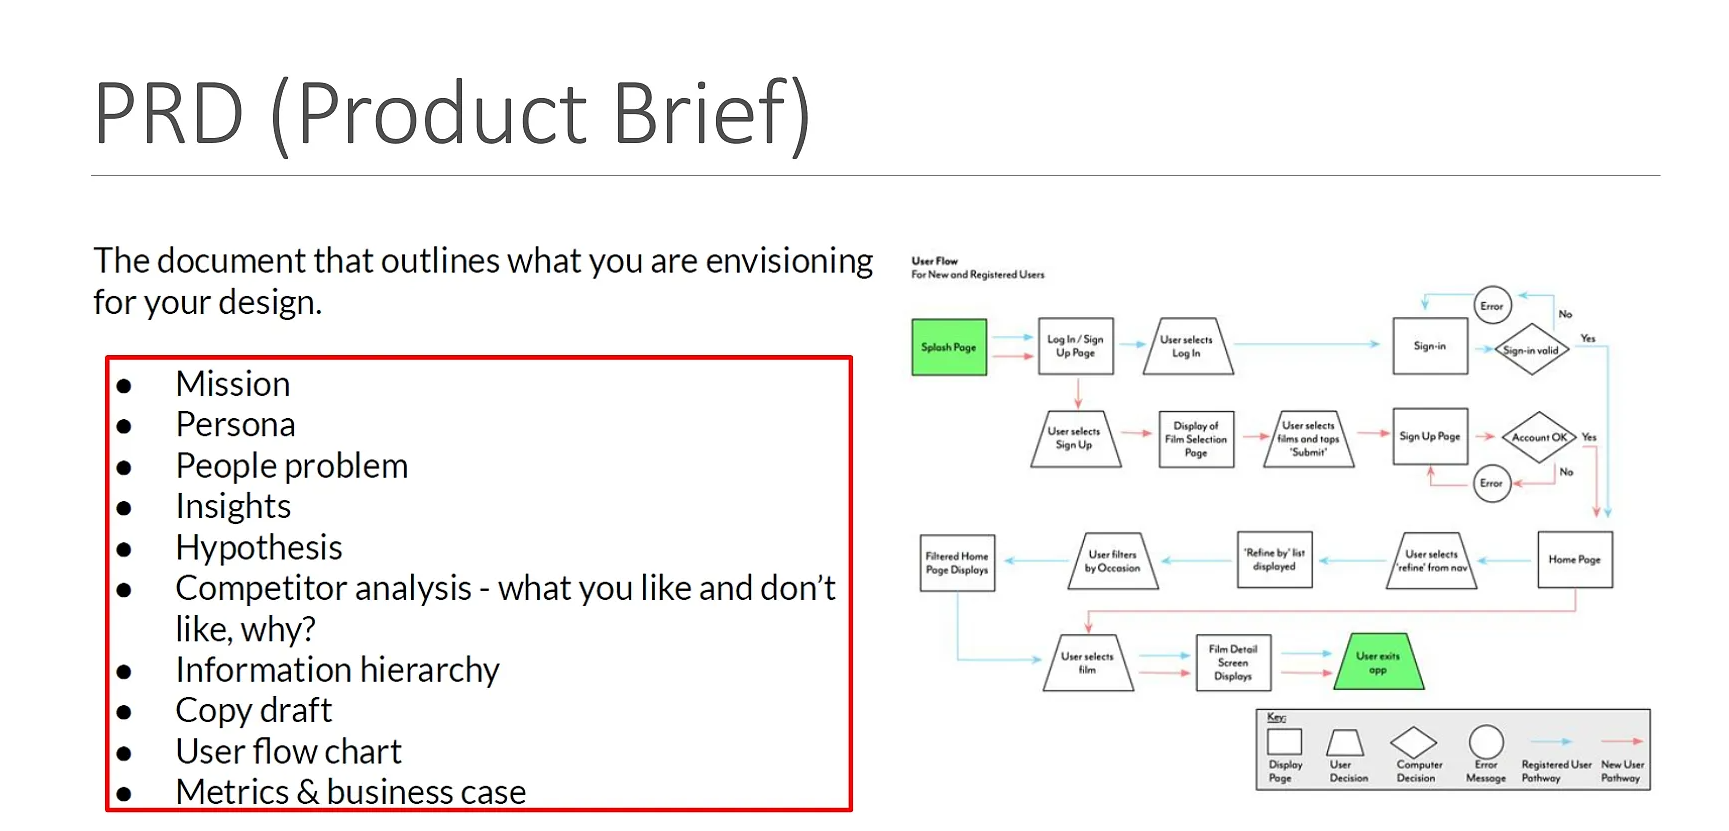 PRD (Product Brief)
The document that outlines what you are envisioning
for your design.
● Mission
● Persona
● People problem
● Insights
● Hypothesis
● Competitor analysis - what you like and don't
like, why?
● Information hierarchy
● Copy draft
● User flow chart
● Metrics & business case
User Flow
For New and Registered Users
Splash Page
Log In / Sign
Up Page
User selects
Log In
Sign-in
Error
No
Sign-in valid
Yes
User selects
Sign Up
Display of
Film Selection
Page
User selects
films and taps
'Submit'
Sign Up Page
Account OK
Yes
No
Error
Filtered Home
Page Displays
User filters
by Occasion
'Refine by' list
displayed
User selects
'refine' from nav
Home Page
User selects
film
Film Detail
Screen
Displays
User exits
app
Key:
Display
Page
User
Decision
Computer
Decision
Error
Message
Registered User
Pathway
New User
Pathway